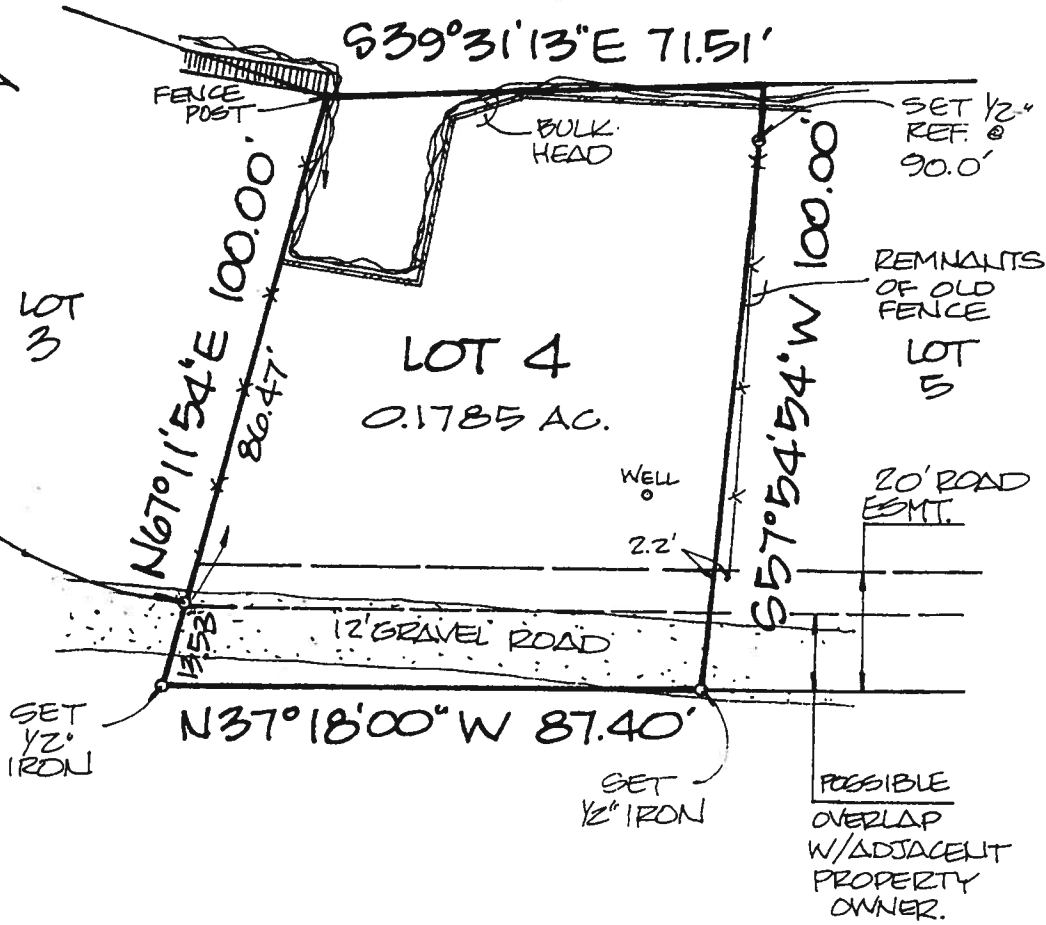 S39°31'13"E 71.51'
FENCE
POST
BULK
HEAD
SET 1/2"
REF. @
90.0'
N67°11'54"E 100.00'
86.47'
13.53
S57°54'54"W 100.00'
REMNANTS
OF OLD
FENCE
LOT
3
LOT 4
0.1785 AC.
LOT
5
WELL
2.2'
20' ROAD
ESMT.
12' GRAVEL ROAD
SET
1/2"
IRON
N37°18'00"W 87.40'
SET
1/2" IRON
POSSIBLE
OVERLAP
W/ADJACENT
PROPERTY
OWNER.